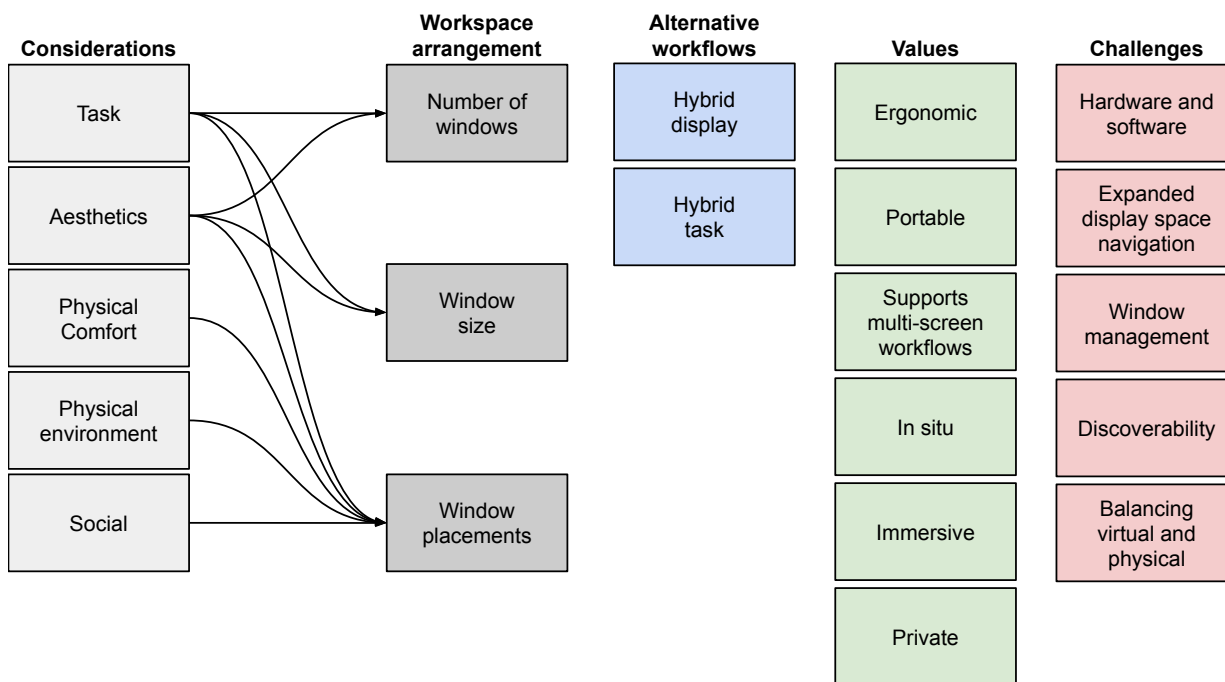 Considerations
Task
Aesthetics
Physical
Comfort
Physical
environment
Social
Workspace
arrangement
Number of
windows
Window
size
Window
placements
Alternative
workflows
Hybrid
display
Hybrid
task
Values
Ergonomic
Portable
Supports
multi-screen
workflows
In situ
Immersive
Private
Challenges
Hardware and
software
Expanded
display space
navigation
Window
management
Discoverability
Balancing
virtual and
physical